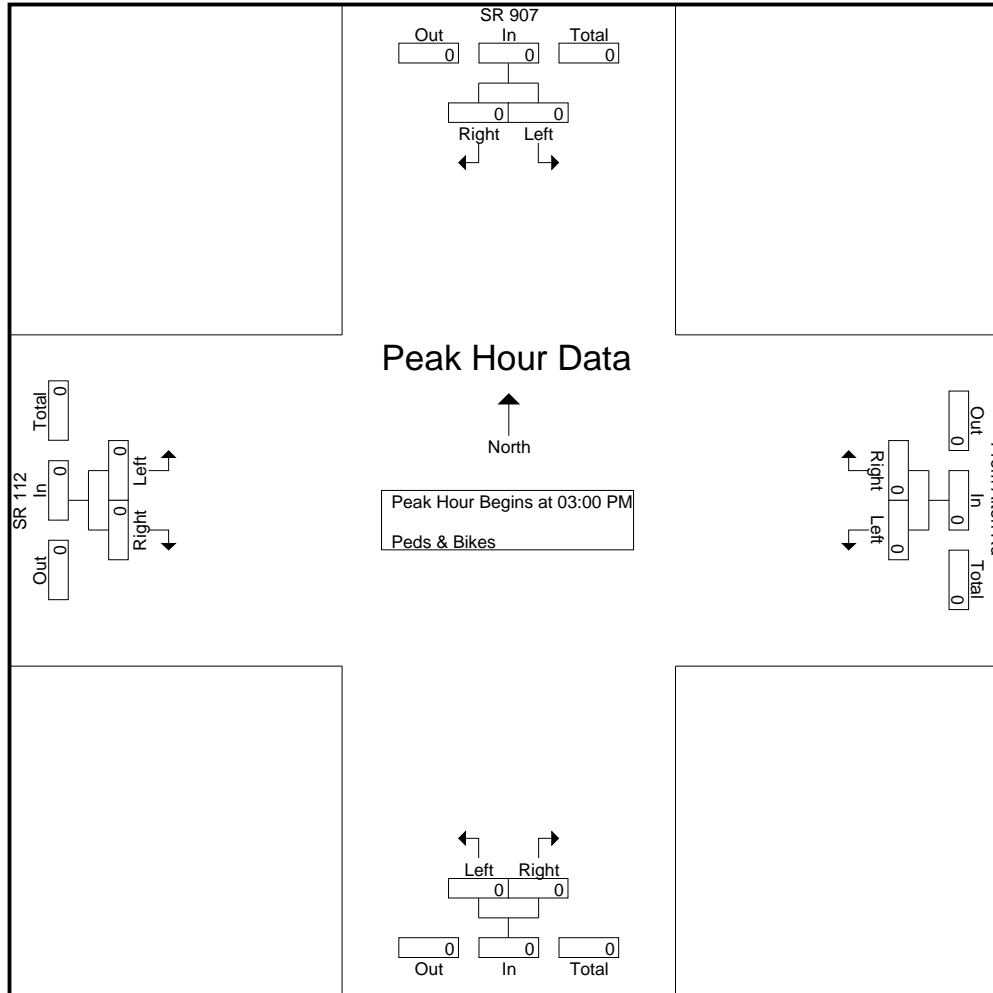 SR 907
Out In Total
0 0 0
0 0
Right Left
Peak Hour Data
North
Peak Hour Begins at 03:00 PM
Peds & Bikes
SR 112
Out In Total
0 0 0
Right Left
0 0
Out In Total
0 0 0
Right Left
0 0
Left Right
0 0
0 0 0
Out In Total